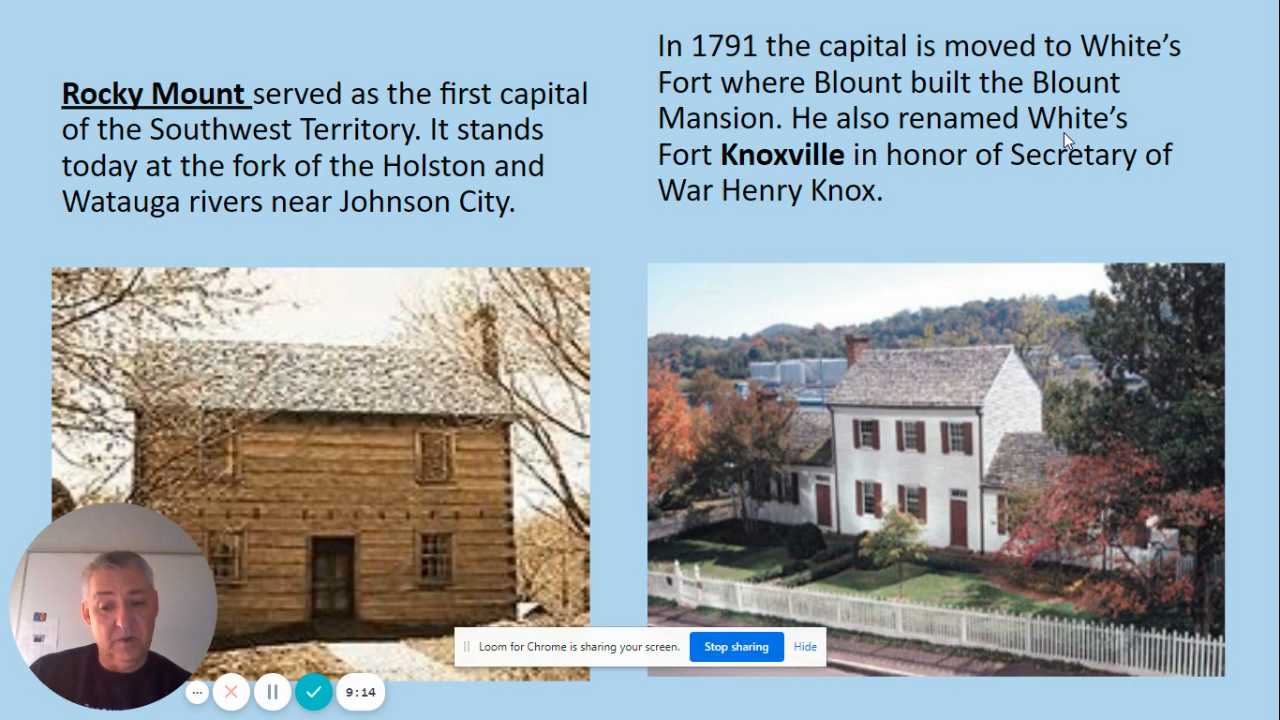 Rocky Mount served as the first capital
of the Southwest Territory. It stands
today at the fork of the Holston and
Watauga rivers near Johnson City.
In 1791 the capital is moved to White’s
Fort where Blount built the Blount
Mansion. He also renamed White’s
Fort Knoxville in honor of Secretary of
War Henry Knox.
Loom for Chrome is sharing your screen.
Stop sharing
Hide
9:14